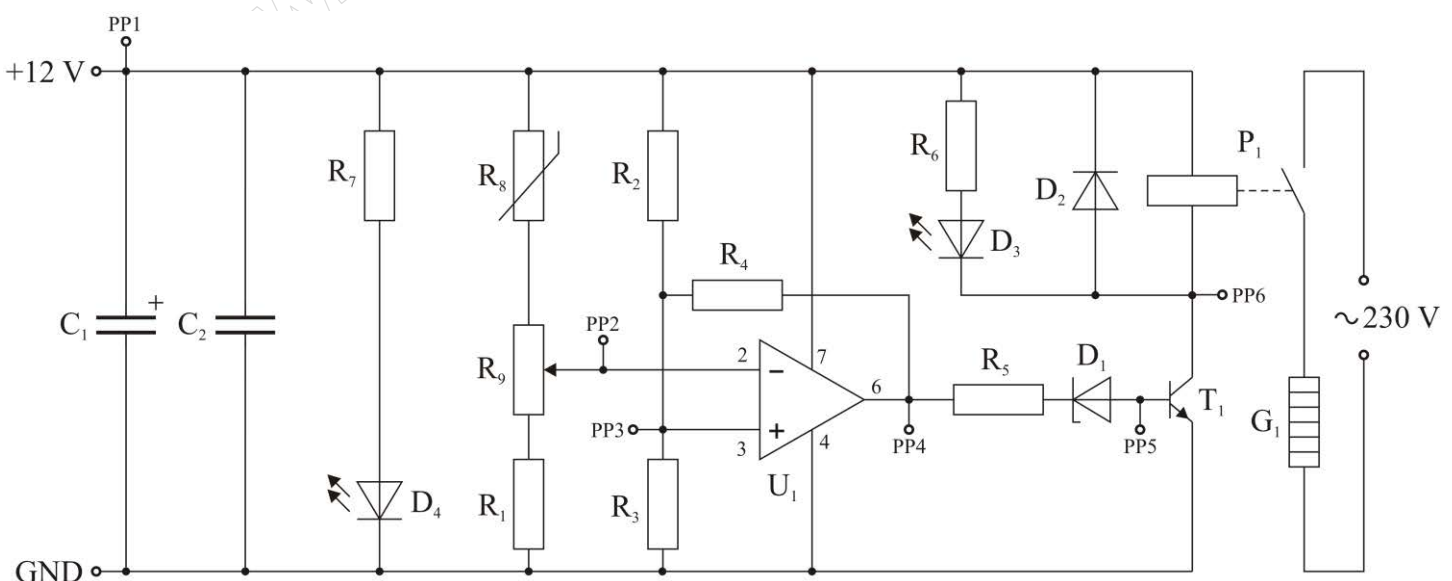 PP1
+12 V
R7
R8
R2
R6
P1
D2
D3
R4
PP6
C1
+
C2
PP2
~230 V
R9
2
−
7
6
R5
D1
T1
PP3
+
3
4
PP4
PP5
G1
U1
D4
R1
R3
GND